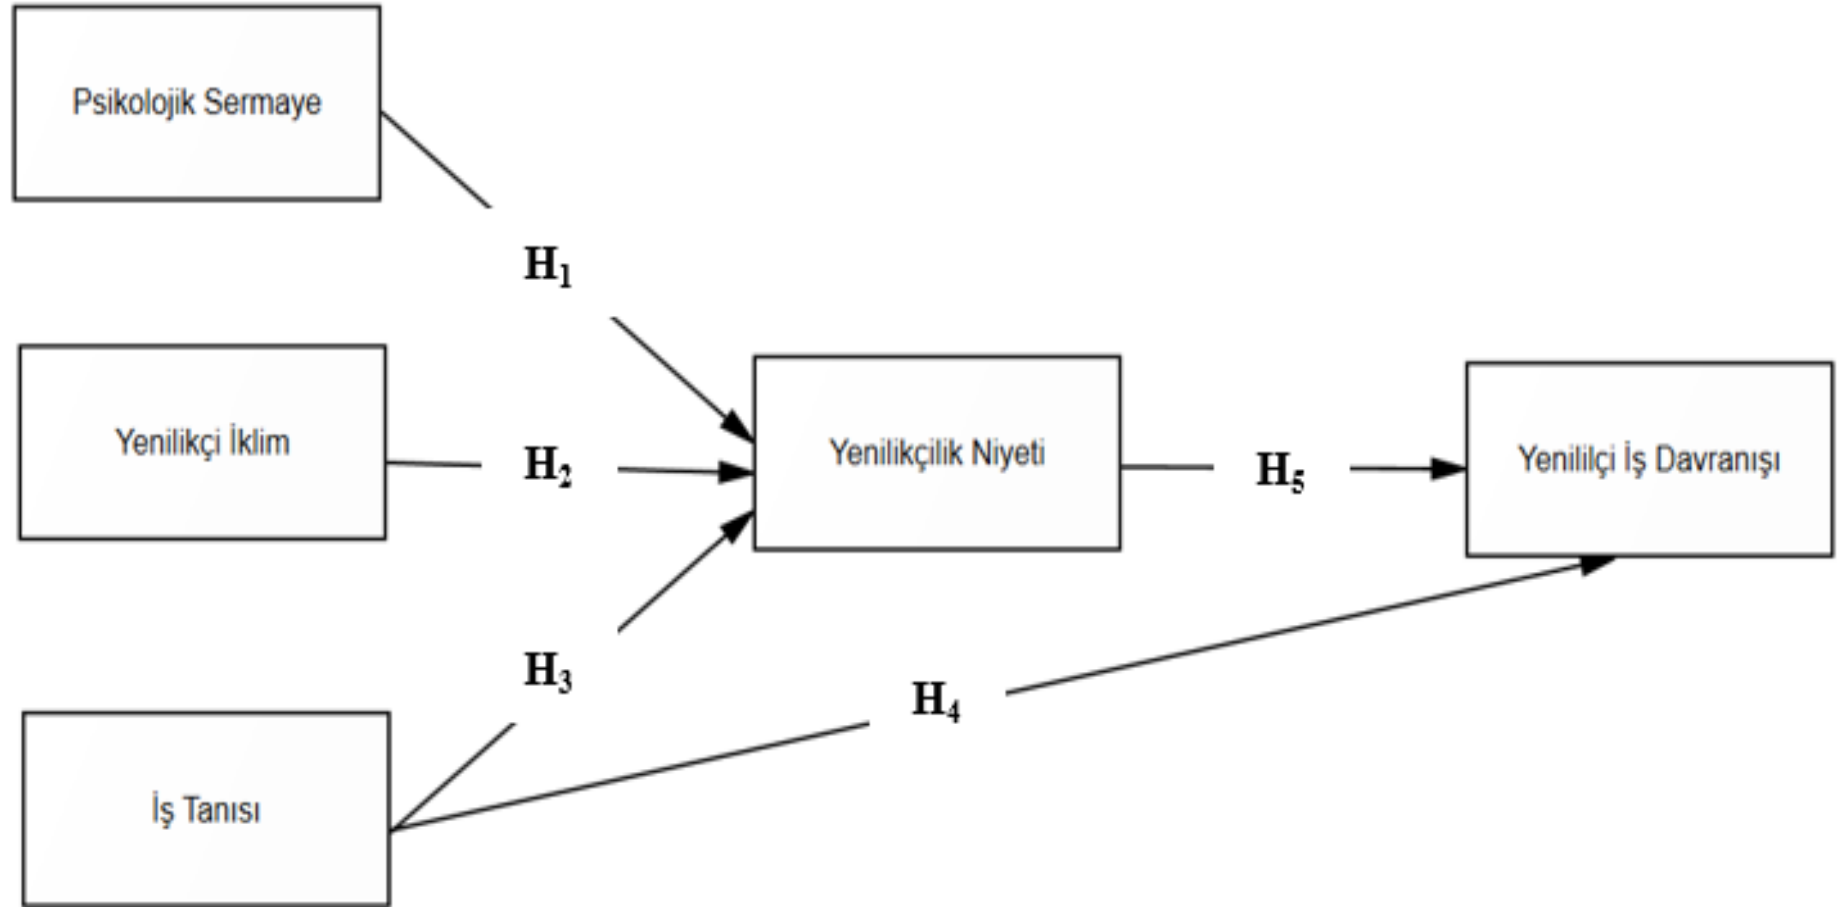 Psikolojik Sermaye
H₁
Yenilikçi İklim
H₂
Yenilikçilik Niyeti
H₅
Yenililçi İş Davranışı
H₃
H₄
İş Tanısı